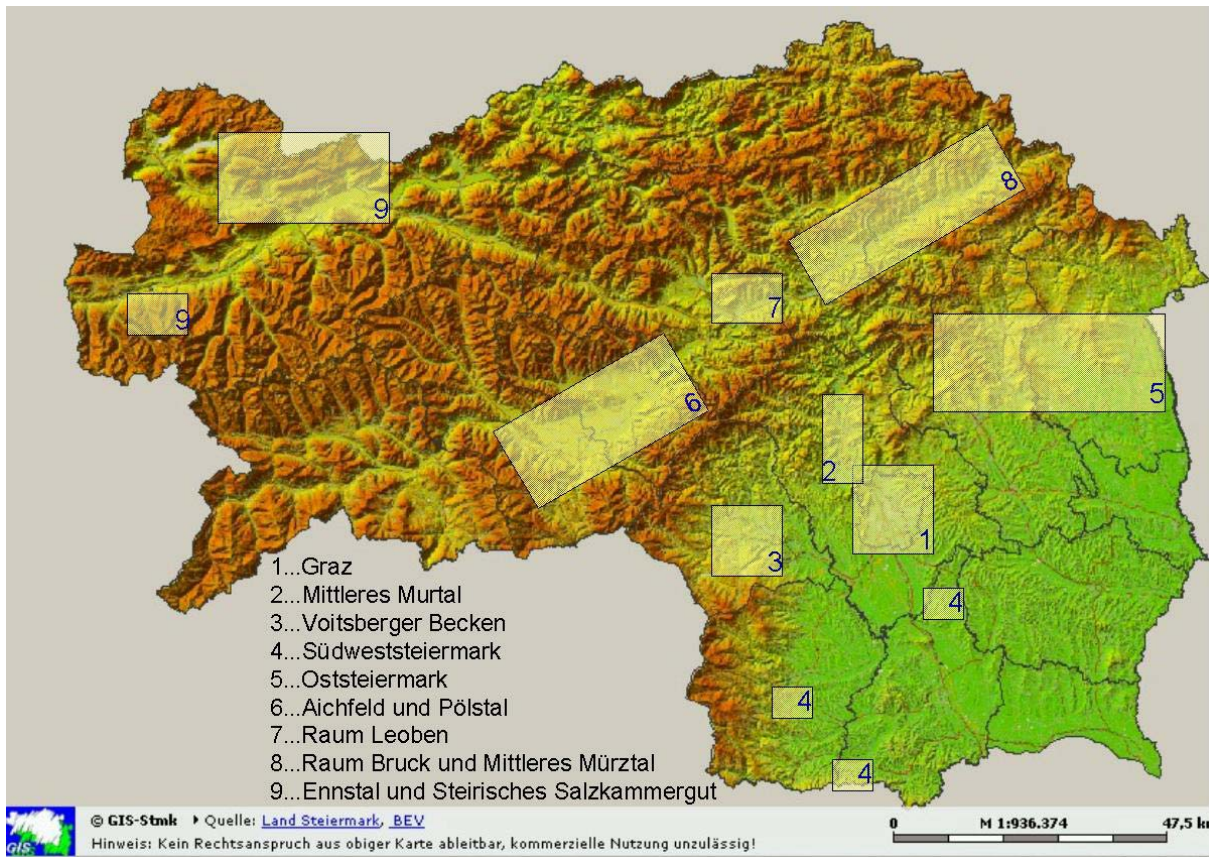 9
8
7
9
5
6
2
1
3
4
4
4
1...Graz
2...Mittleres Murtal
3...Voitsberger Becken
4...Südweststeiermark
5...Oststeiermark
6...Aichfeld und Pölstal
7...Raum Leoben
8...Raum Bruck und Mittleres Mürztal
9...Ennstal und Steirisches Salzkammergut
GIS
© GIS-Stmk Quelle: Land Steiermark, BEV
0 M 1:936.374 47,5 km
Hinweis: Kein Rechtsanspruch aus obiger Karte ableitbar, kommerzielle Nutzung unzulässig!